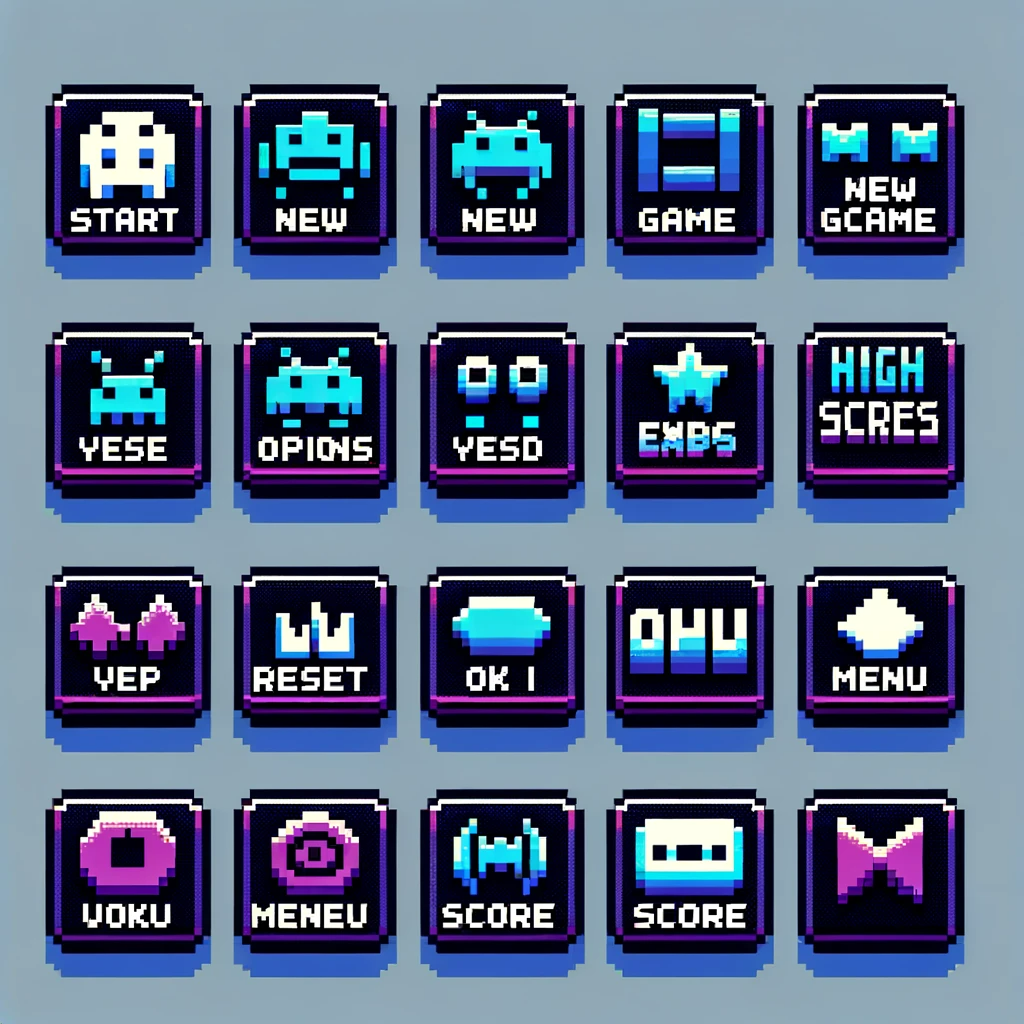 START
NEW
NEW
GAME
NEW
GCAME
YESE
OPIONS
YESD
EXBS
HIGH
SCRES
YEP
RESET
OK I
OHU
MENU
VOKU
MENEU
SCORE
SCORE